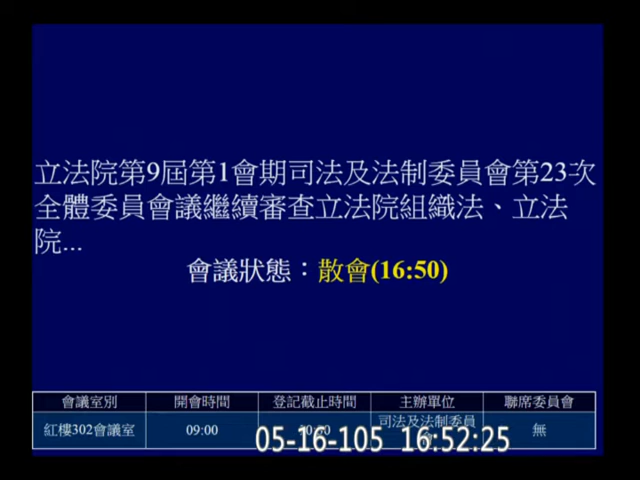 立法院第9屆第1會期司法及法制委員會第23次
全體委員會議繼續審查立法院組織法、立法
院...
會議狀態：散會(16:50)
會議室別 開會時間 登記截止時間 主辦單位 聯席委員會
紅樓302會議室 09:00 司法及法制委員 無
05-16-105 16:52:25